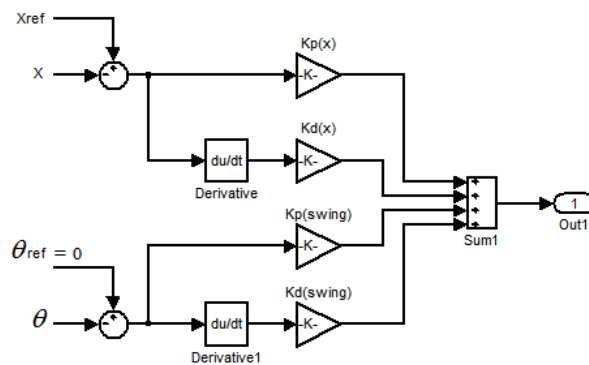 Xref
X
Kp(x)
-K-
Kd(x)
du/dt
-K-
Derivative
Kp(swing)
-K-
θref = 0
θ
Kd(swing)
du/dt
-K-
Derivative1
Sum1
1
Out1